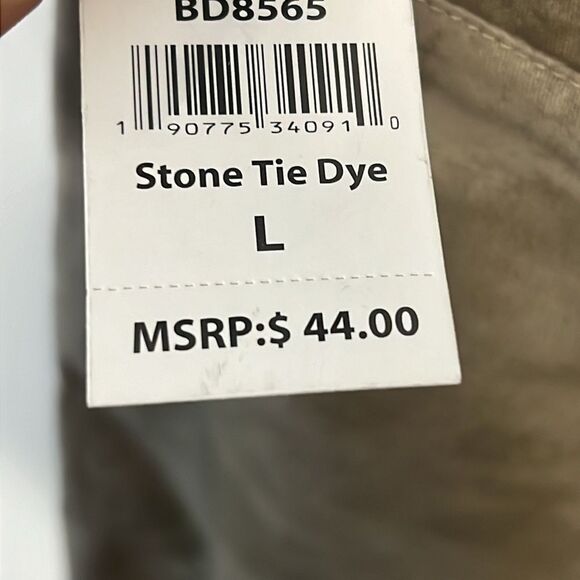 BD8565
1 90775 34091 0
Stone Tie Dye
L
MSRP:$ 44.00